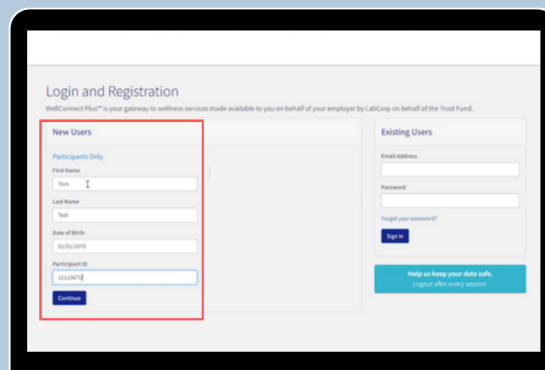 Login and Registration
WellConnect Plus™ is your gateway to wellness services made available to you on behalf of your employer by LabCorp on behalf of the Trust Fund.
New Users
Participants Only
First Name
Tom
Last Name
Test
Date of Birth
01/01/1970
Participant ID
Continue
Existing Users
Email Address
Password
Forgot your password?
Sign In
Help us keep your data safe.
Logout after every session.